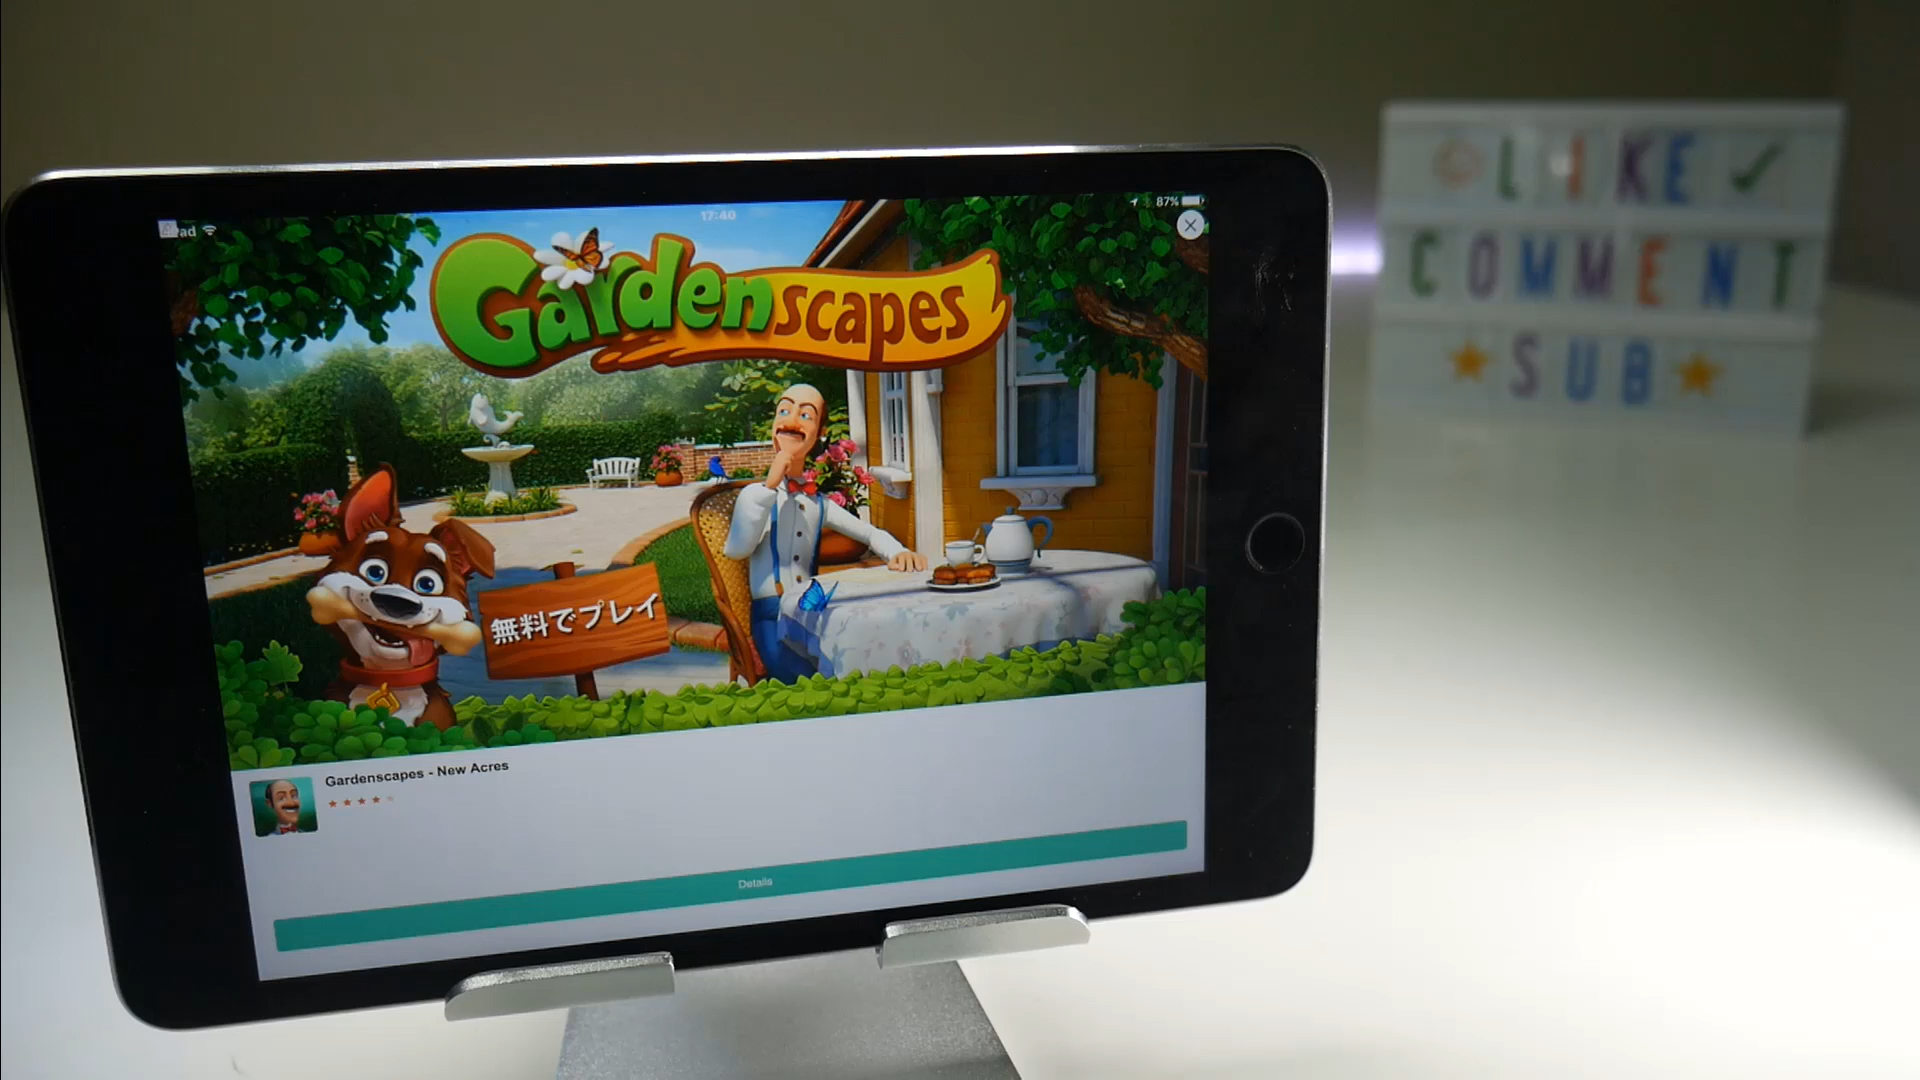 iPad
17:40
87%
Gardenscapes
無料でプレイ
Gardenscapes - New Acres
Details
LIKE ✓
COMMENT
★ SUB ★